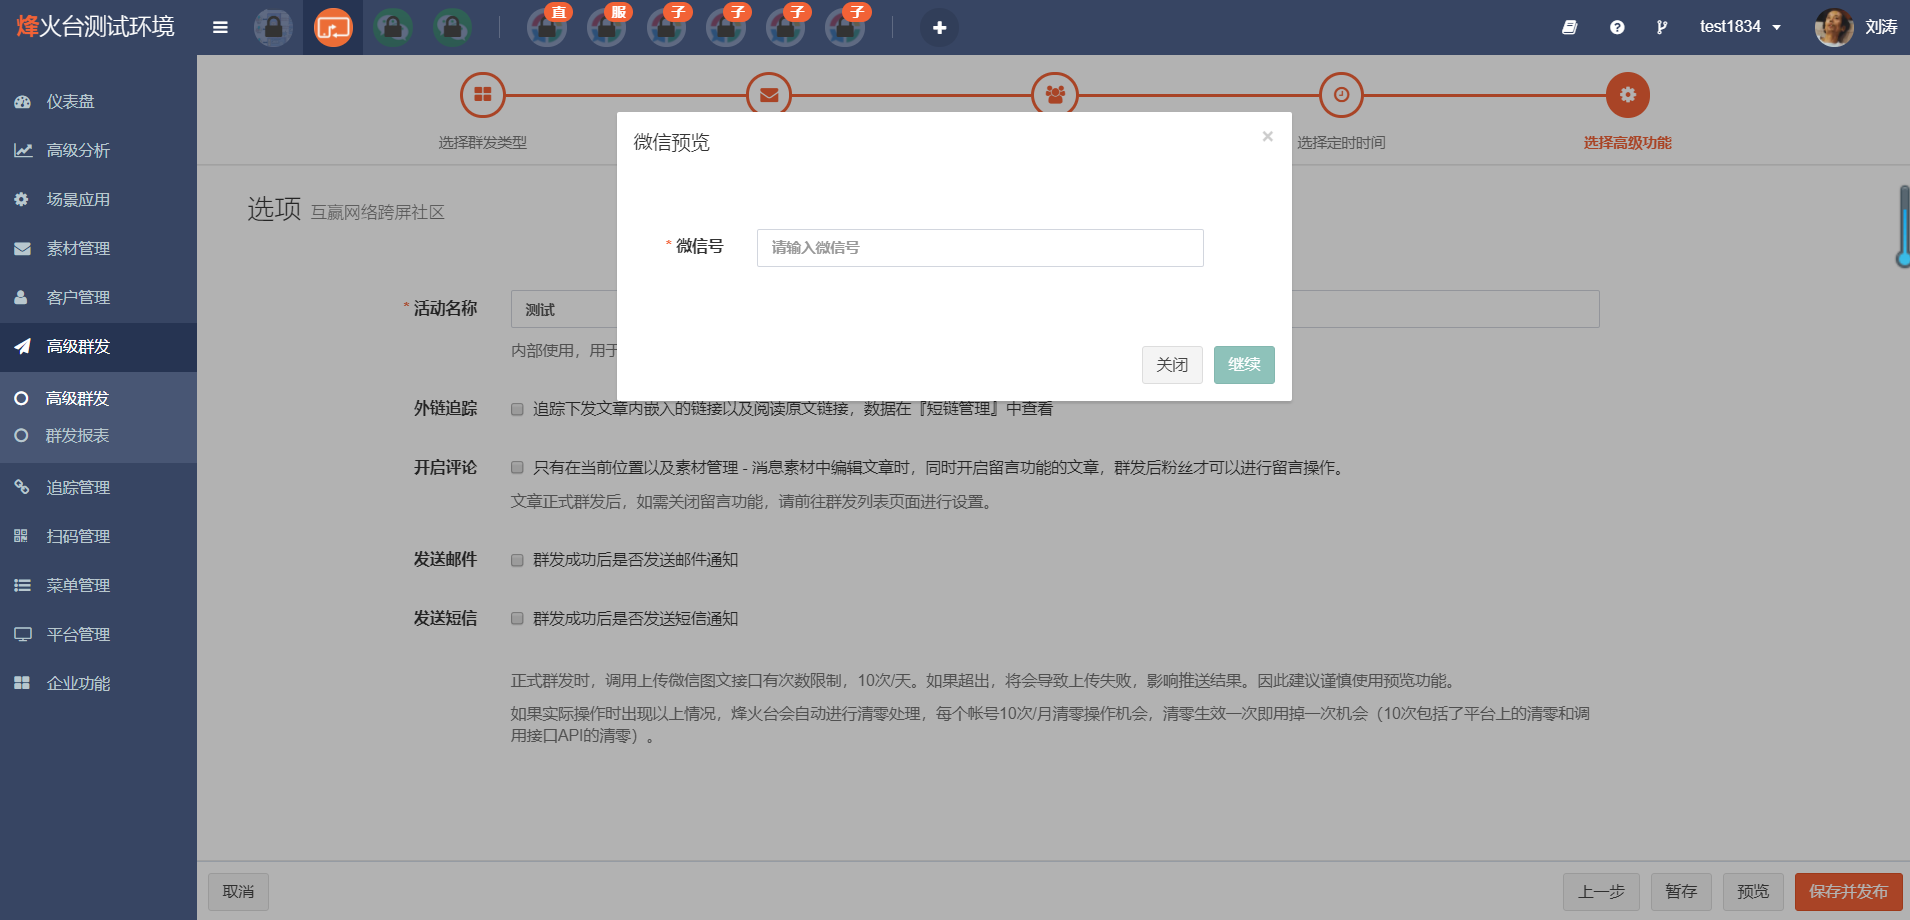 烽火台测试环境
直
服
子
子
子
子
test1834
刘涛
仪表盘
高级分析
场景应用
素材管理
客户管理
高级群发
高级群发
群发报表
追踪管理
扫码管理
菜单管理
平台管理
企业功能
选择群发类型
选择定时时间
选择高级功能
微信预览
×
* 微信号
请输入微信号
关闭
继续
选项 互赢网络跨屏社区
* 活动名称
测试
内部使用，用于
外链追踪
追踪下发文章内嵌入的链接以及阅读原文链接，数据在『短链管理』中查看
开启评论
只有在当前位置以及素材管理 - 消息素材中编辑文章时，同时开启留言功能的文章，群发后粉丝才可以进行留言操作。
文章正式群发后，如需关闭留言功能，请前往群发列表页面进行设置。
发送邮件
群发成功后是否发送邮件通知
发送短信
群发成功后是否发送短信通知
正式群发时，调用上传微信图文接口有次数限制，10次/天。如果超出，将会导致上传失败，影响推送结果。因此建议谨慎使用预览功能。
如果实际操作时出现以上情况，烽火台会自动进行清零处理，每个帐号10次/月清零操作机会，清零生效一次即用掉一次机会（10次包括了平台上的清零和调
用接口API的清零）。
取消
上一步
暂存
预览
保存并发布